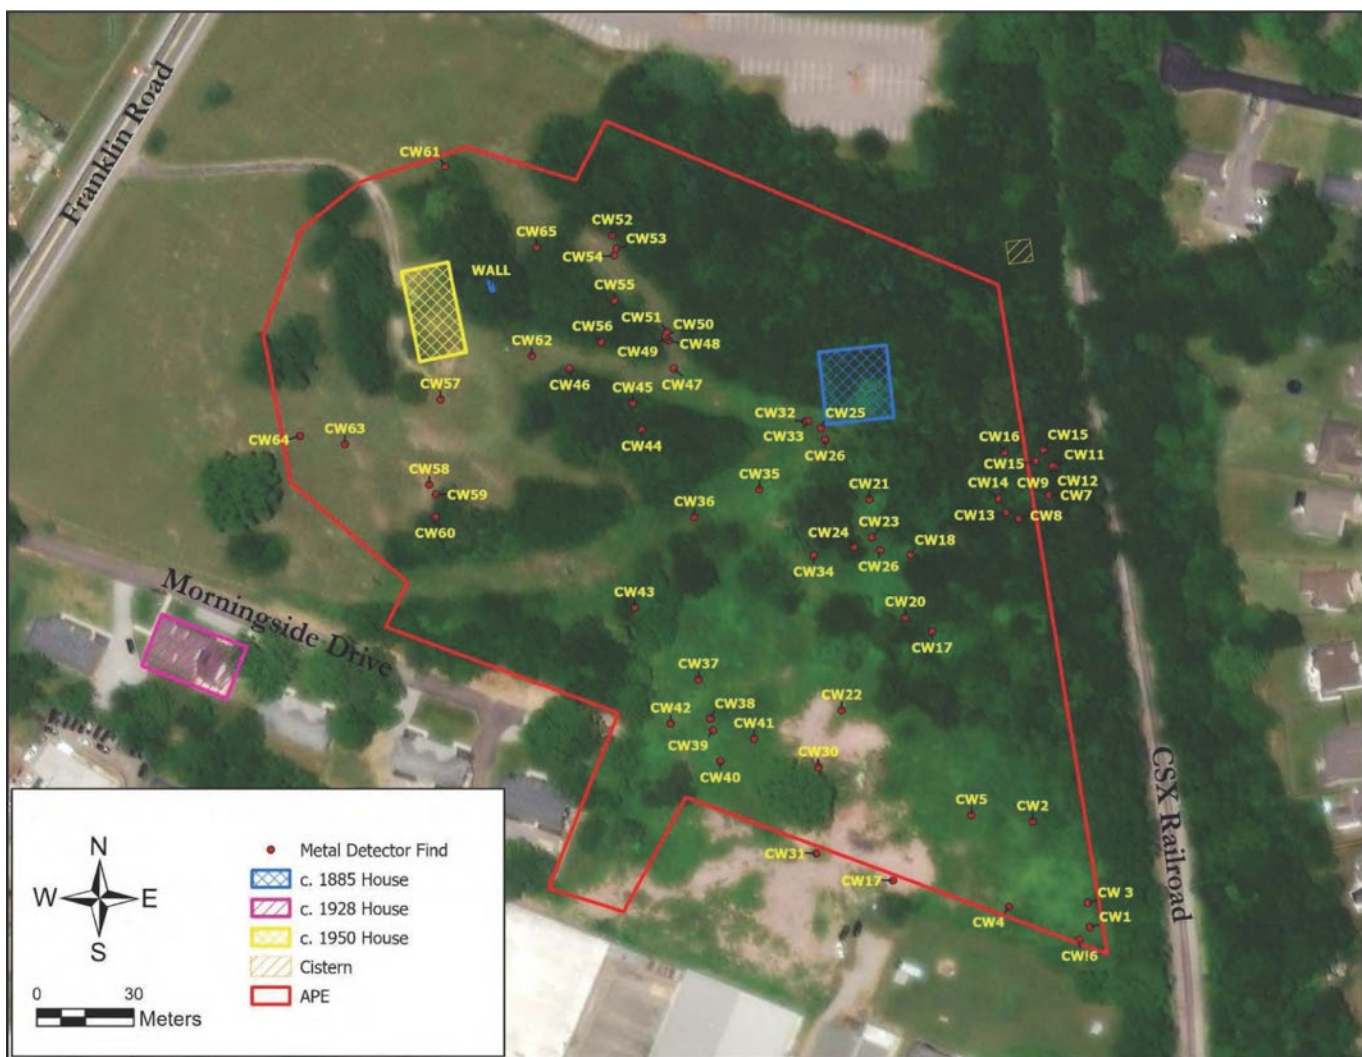 Franklin Road
CW61
CW65
CW52
CW53
CW54
WALL
CW55
CW51
CW50
CW56
CW49
CW48
CW62
CW46
CW47
CW45
CW57
CW44
CW32
CW25
CW33
CW26
CW64
CW63
CW16
CW15
CW15
CW11
CW35
CW58
CW59
CW21
CW14
CW9
CW12
CW7
CW36
CW60
CW13
CW8
CW24
CW23
CW18
CW34
CW26
CW43
CW20
CW17
Morningside Drive
CW37
CW42
CW38
CW22
CW41
CW39
CW40
CW30
CW5
CW2
CSX Railroad
CW31
CW17
CW4
CW 3
CW1
CW!6
N
W
E
S
0
30
Meters
Metal Detector Find
c. 1885 House
c. 1928 House
c. 1950 House
Cistern
APE